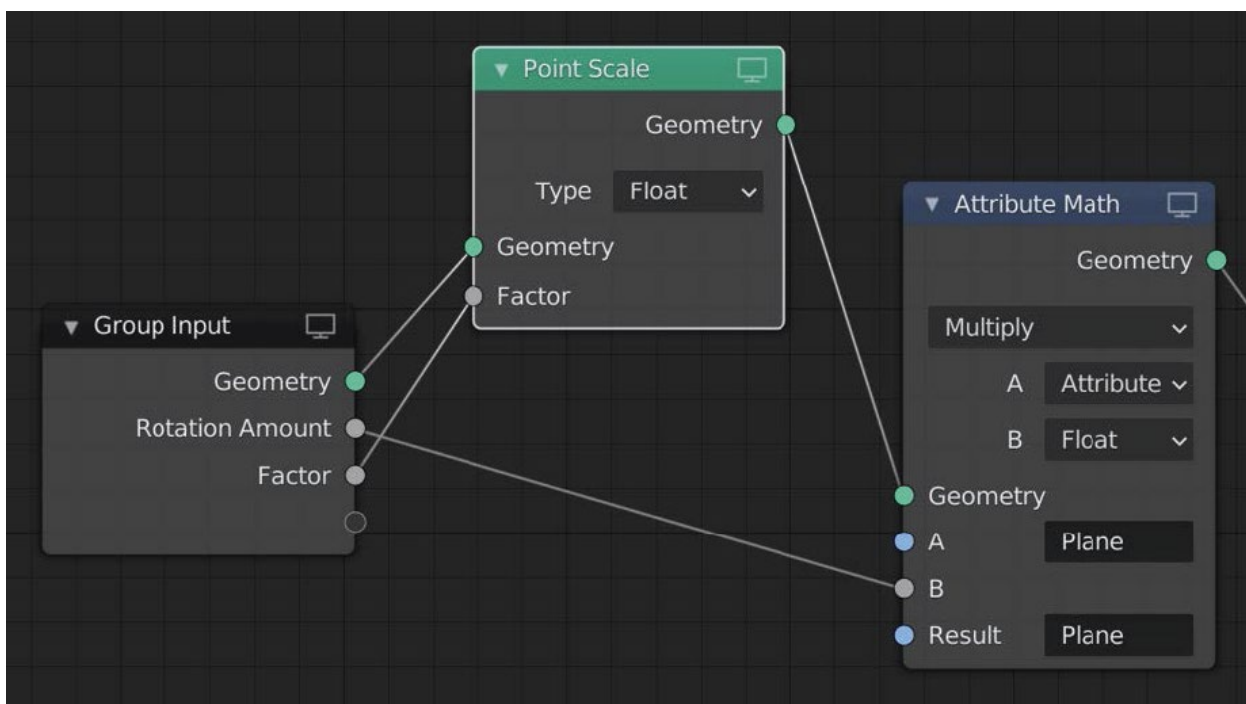 Point Scale
Geometry
Type Float
Geometry
Factor
Group Input
Geometry
Rotation Amount
Factor
Attribute Math
Geometry
Multiply
A Attribute
B Float
Geometry
A Plane
B
Result Plane